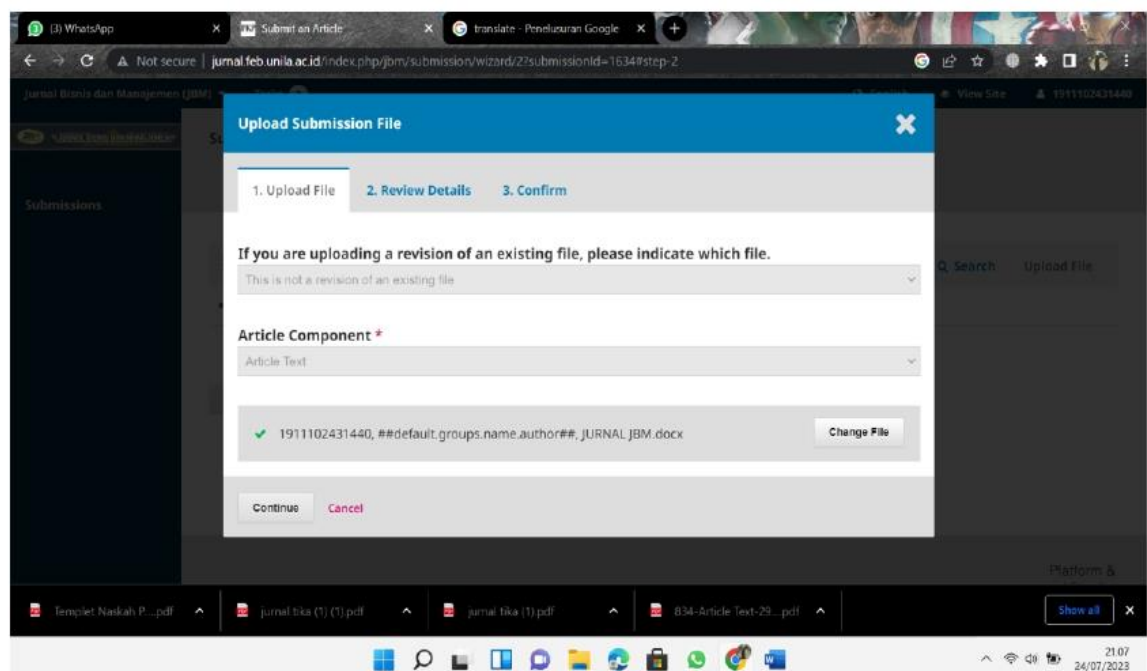 (3) WhatsApp
Submit an Article
translate - Penelusuran Google
Not secure | jurnal.feb.unila.ac.id/index.php/jbm/submission/wizard/2?submissionId=1634#step-2
Jurnal Bisnis dan Manajemen (JBM)
English
View Site
1911102431440
Upload Submission File
1. Upload File
2. Review Details
3. Confirm
Submissions
If you are uploading a revision of an existing file, please indicate which file.
This is not a revision of an existing file
Search
Upload File
Article Component *
Article Text
1911102431440, ##default.groups.name.author##, JURNAL JBM.docx
Change File
Continue
Cancel
Platform &
Templet Naskah P....pdf
jurnal tika (1) (1).pdf
jurnal tika (1).pdf
834-Article Text-29....pdf
Show all
21.07
24/07/2023